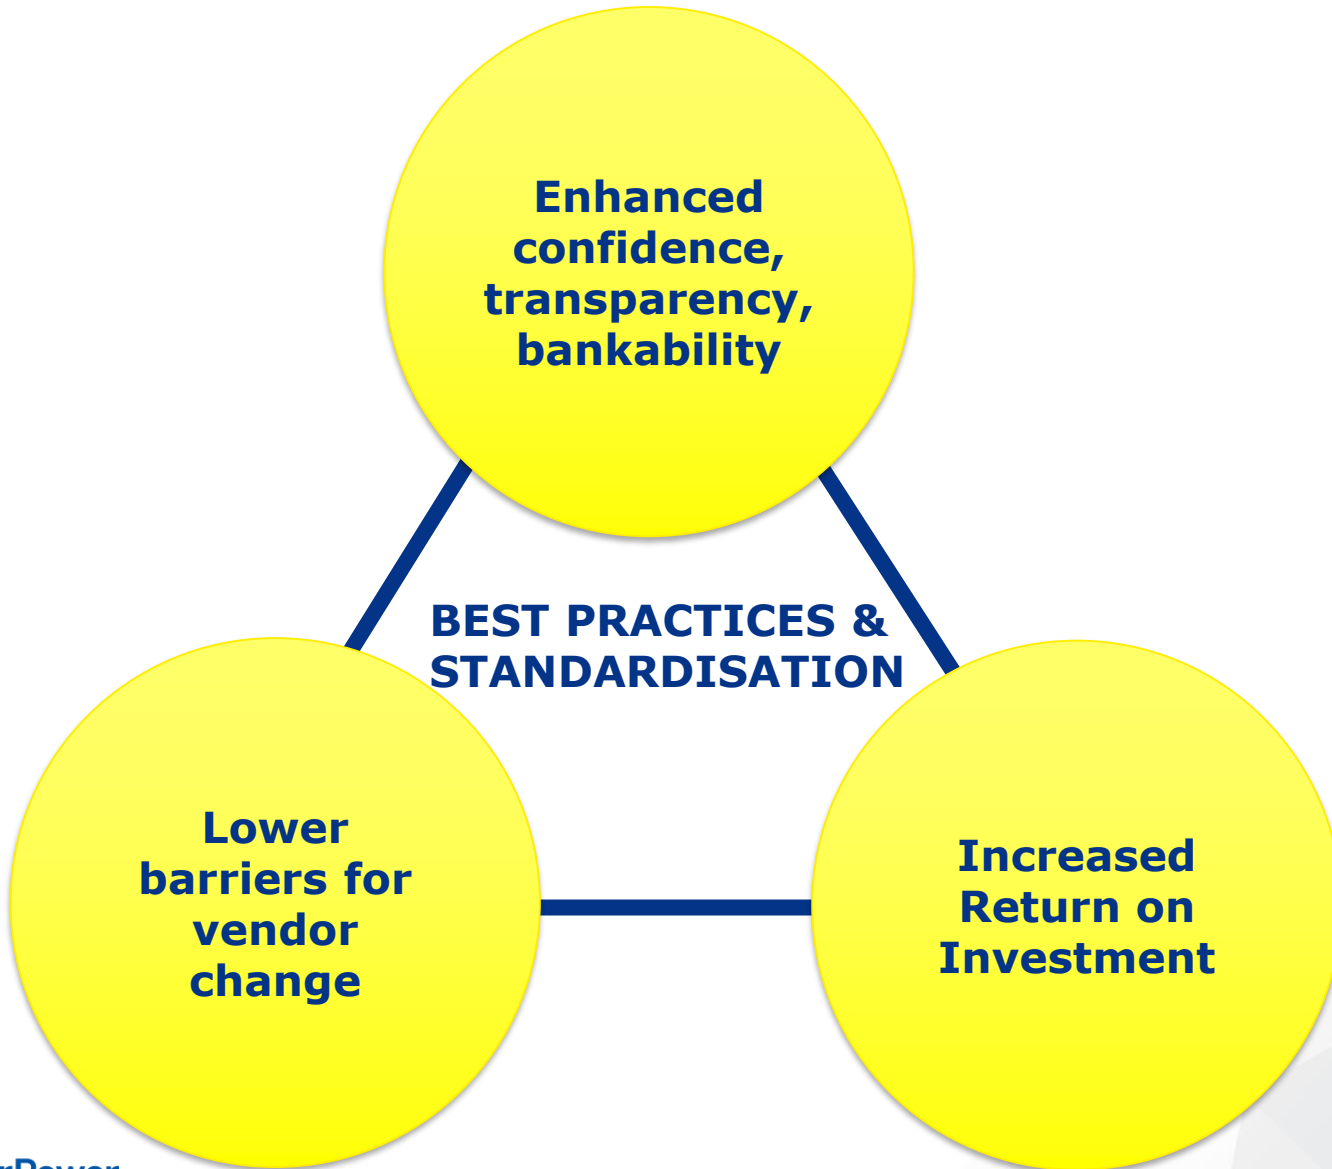 Enhanced
confidence,
transparency,
bankability
BEST PRACTICES &
STANDARDISATION
Lower
barriers for
vendor
change
Increased
Return on
Investment